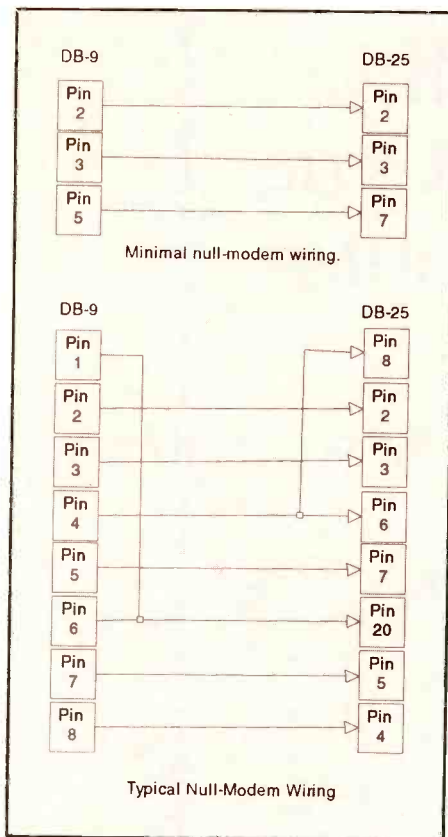 DB-9 DB-25
Pin 2 Pin 2
Pin 3 Pin 3
Pin 5 Pin 7
Minimal null-modem wiring.
DB-9 DB-25
Pin 1 Pin 8
Pin 2 Pin 2
Pin 3 Pin 3
Pin 4 Pin 6
Pin 5 Pin 7
Pin 6 Pin 20
Pin 7 Pin 5
Pin 8 Pin 4
Typical Null-Modem Wiring